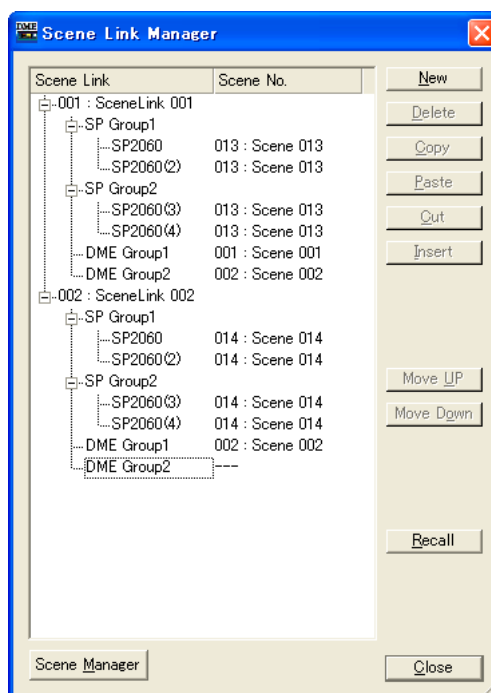 DME Scene Link Manager
Scene Link Scene No. New
001 : SceneLink 001 Delete
SP Group1
SP2060 013 : Scene 013 Copy
SP2060(2) 013 : Scene 013
SP Group2 Paste
SP2060(3) 013 : Scene 013 Cut
SP2060(4) 013 : Scene 013
DME Group1 001 : Scene 001 Insert
DME Group2 002 : Scene 002
002 : SceneLink 002
SP Group1
SP2060 014 : Scene 014
SP2060(2) 014 : Scene 014
SP Group2 Move UP
SP2060(3) 014 : Scene 014 Move Down
SP2060(4) 014 : Scene 014
DME Group1 002 : Scene 002
DME Group2 ---
Recall
Scene Manager Close